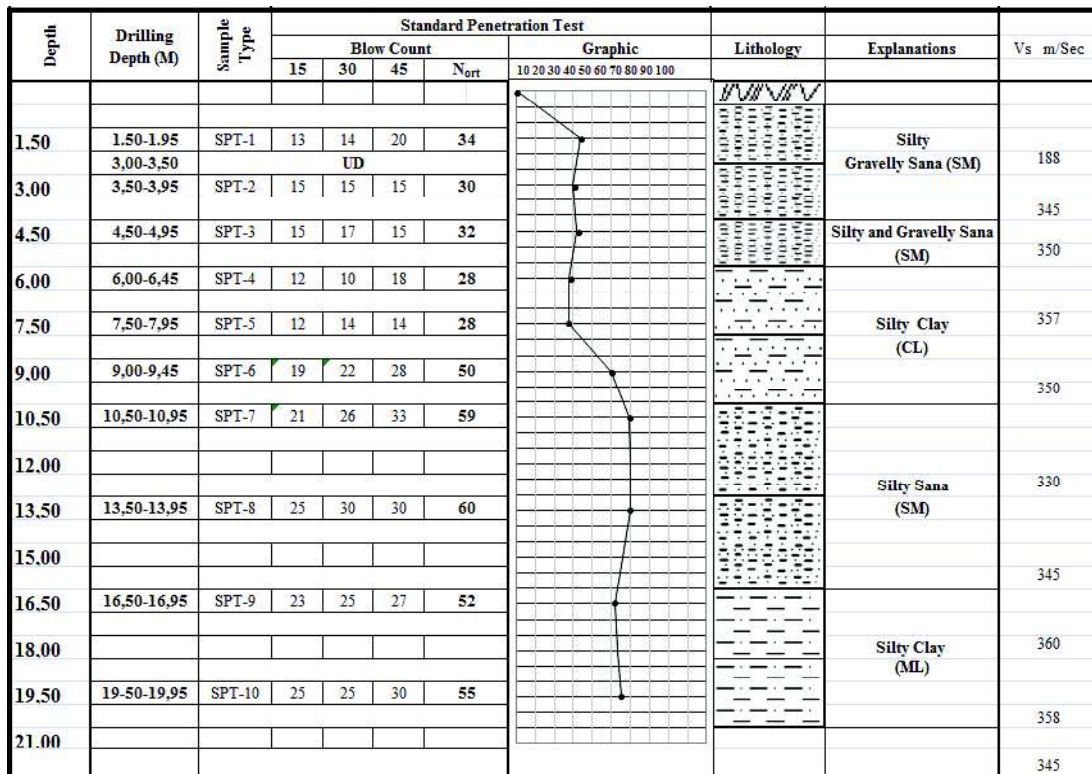 Depth
Drilling Depth (M)
Sample Type
Standard Penetration Test
Blow Count
Graphic
Lithology
Explanations
Vs m/Sec
15 30 45 Nort
10 20 30 40 50 60 70 80 90 100
1.50 1.50-1.95 SPT-1 13 14 20 34
Silty
3,00-3,50 UD
Gravelly Sana (SM)
188
3.00 3,50-3,95 SPT-2 15 15 15 30
345
4.50 4,50-4,95 SPT-3 15 17 15 32
Silty and Gravelly Sana
(SM)
350
6.00 6,00-6,45 SPT-4 12 10 18 28
7.50 7,50-7,95 SPT-5 12 14 14 28
Silty Clay
357
(CL)
9.00 9,00-9,45 SPT-6 19 22 28 50
350
10.50 10,50-10,95 SPT-7 21 26 33 59
12.00
Silty Sana
330
13.50 13,50-13,95 SPT-8 25 30 30 60
(SM)
15.00
345
16.50 16,50-16,95 SPT-9 23 25 27 52
18.00
Silty Clay
360
(ML)
19.50 19-50-19,95 SPT-10 25 25 30 55
358
21.00
345